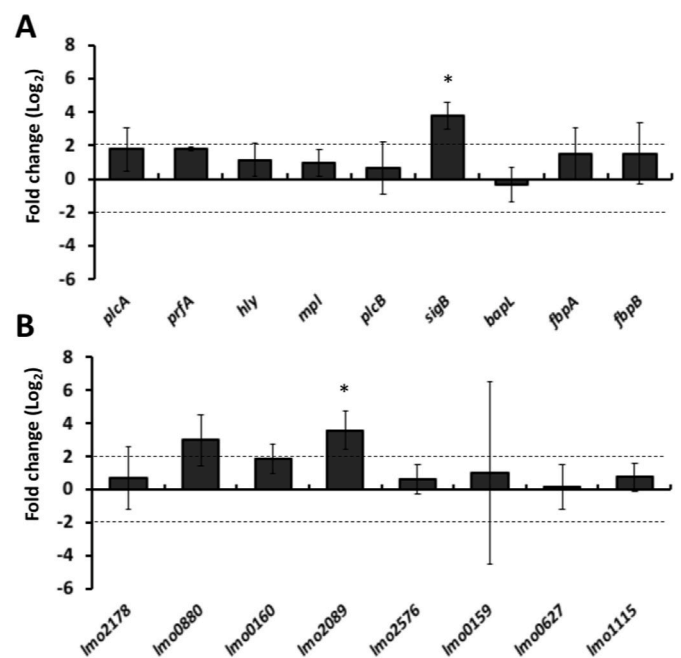 A
Fold change (Log2)
8
6
4
2
0
-2
-4
-6
*
plcA
prfA
hly
mpl
plcB
sigB
bapL
fbpA
fbpB
B
Fold change (Log2)
8
6
4
2
0
-2
-4
-6
*
lmo2178
lmo0880
lmo0160
lmo2089
lmo2576
lmo0159
lmo0627
lmo1115